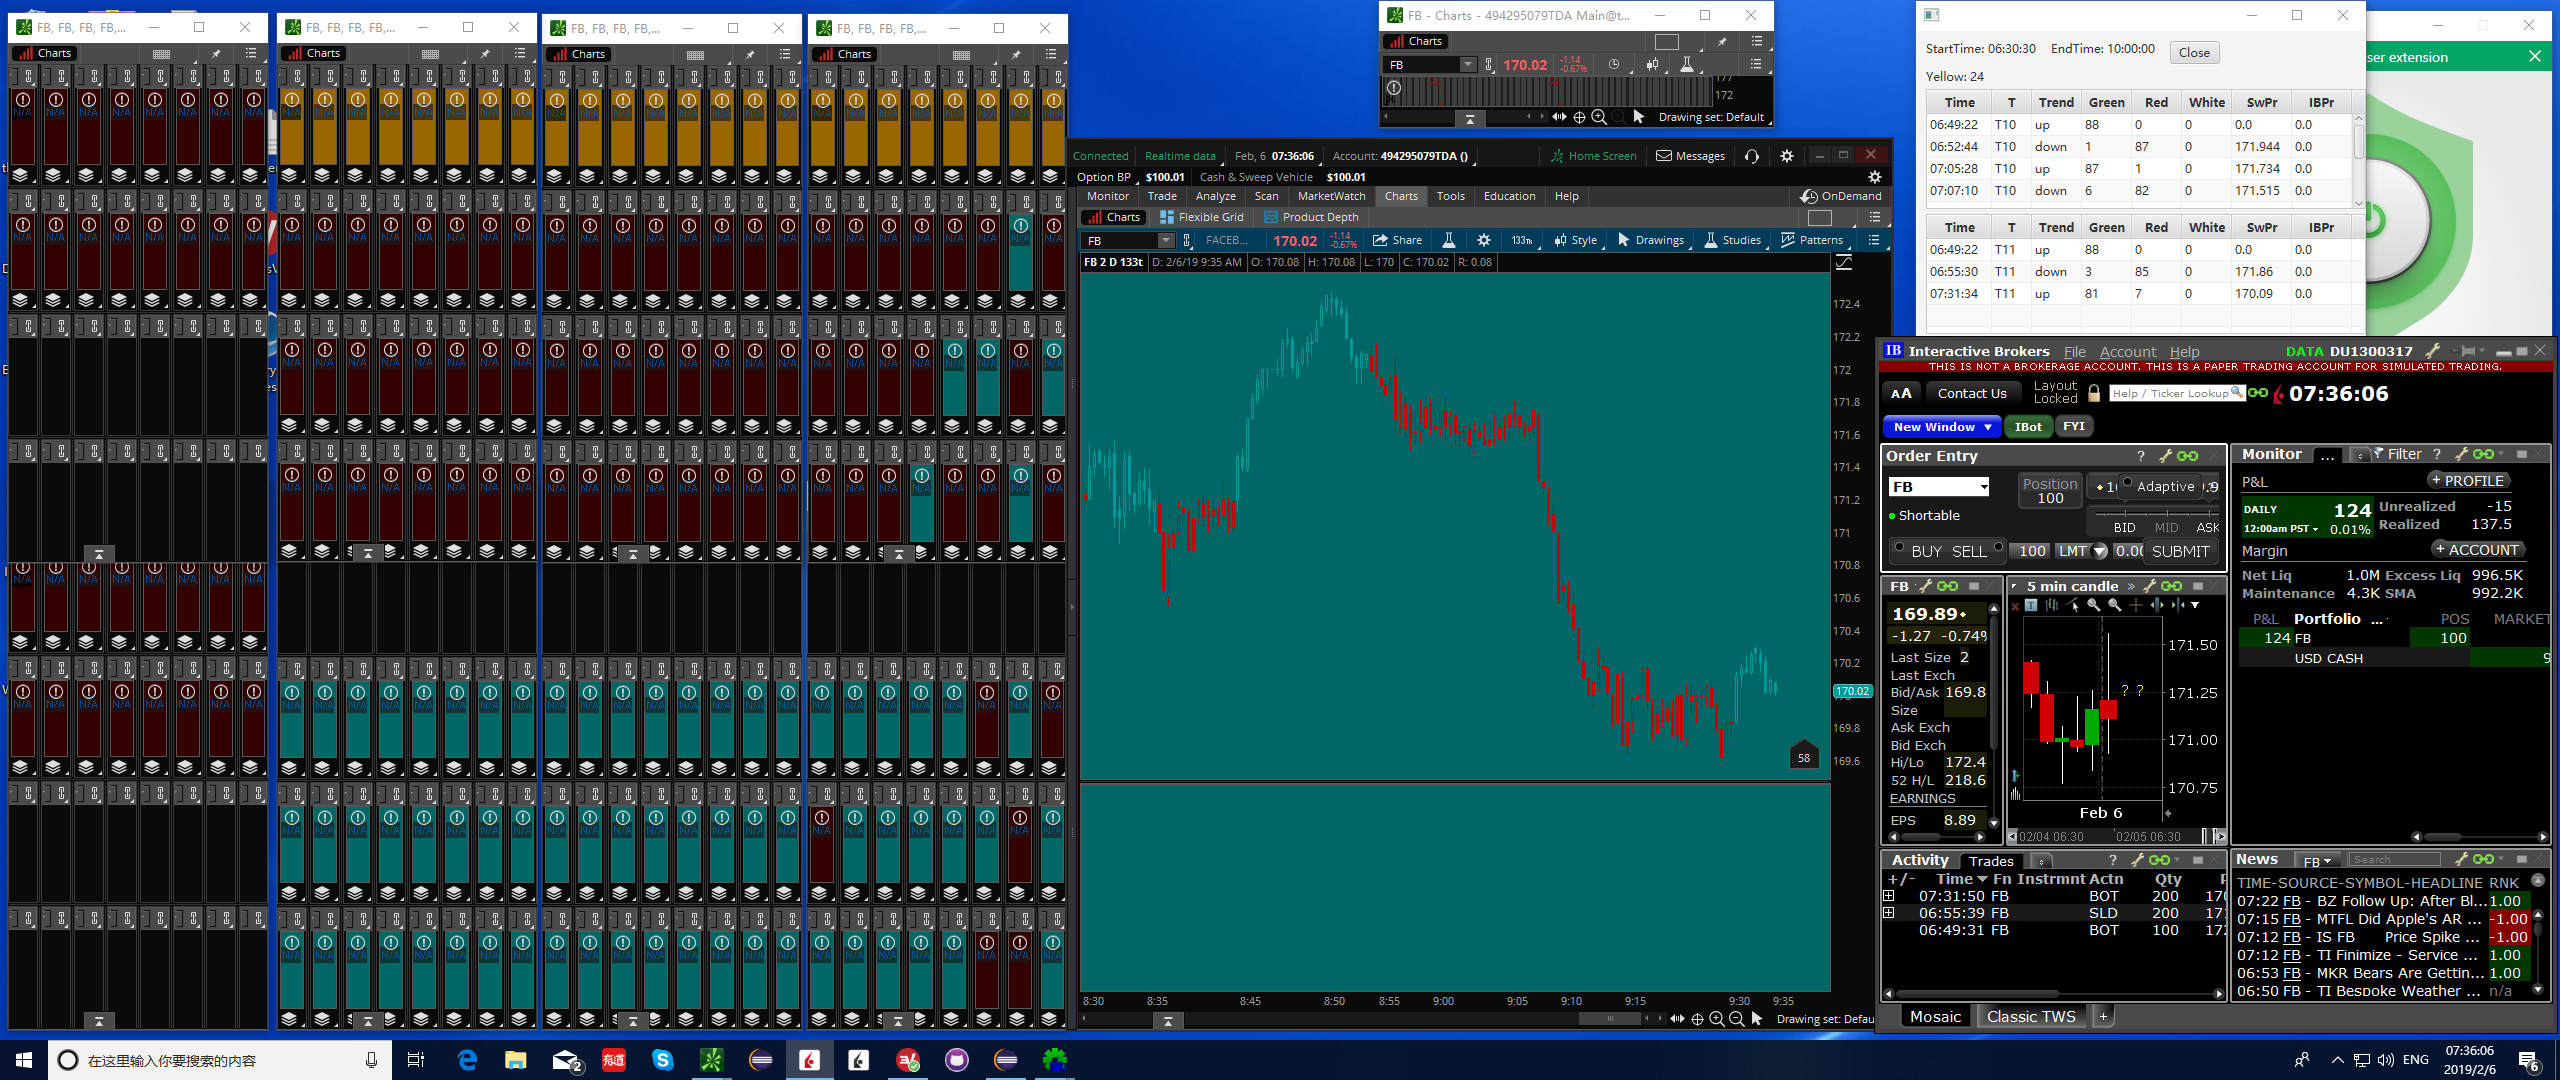 FB, FB, FB, FB,...
FB, FB, FB, FB,...
FB, FB, FB, FB,...
FB, FB, FB, FB,...
Charts
Charts
Charts
Charts
FB - Charts - 494295079TDA Main@t...
Charts
FB
170.02
-1.14
-0.67%
177
172
Drawing set: Default
StartTime: 06:30:30 EndTime: 10:00:00 Close
Yellow: 24
Time T Trend Green Red White SwPr IBPr
06:49:22 T10 up 88 0 0 0.0 0.0
06:52:44 T10 down 1 87 0 171.944 0.0
07:05:28 T10 up 87 1 0 171.734 0.0
07:07:10 T10 down 6 82 0 171.515 0.0
Time T Trend Green Red White SwPr IBPr
06:49:22 T11 up 88 0 0 0.0 0.0
06:55:30 T11 down 3 85 0 171.86 0.0
07:31:34 T11 up 81 7 0 170.09 0.0
ser extension
Connected Realtime data Feb, 6 07:36:06 Account: 494295079TDA () Home Screen Messages
Option BP $100.01 Cash & Sweep Vehicle $100.01
Monitor Trade Analyze Scan MarketWatch Charts Tools Education Help OnDemand
Charts Flexible Grid Product Depth
FB FACEB... 170.02 -1.14 -0.67% Share 133tk Style Drawings Studies Patterns
FB 2 D 133t D: 2/6/19 9:35 AM O: 170.08 H: 170.08 L: 170 C: 170.02 R: 0.08
172.4
172.2
172
171.8
171.6
171.4
171.2
171
170.8
170.6
170.4
170.2
170.02
169.8
169.6
58
8:30 8:35 8:45 8:50 8:55 9:00 9:05 9:10 9:15 9:30 9:35
Drawing set: Defau
IB Interactive Brokers File Account Help DATA DU1300317
THIS IS NOT A BROKERAGE ACCOUNT. THIS IS A PAPER TRADING ACCOUNT FOR SIMULATED TRADING.
AA Contact Us Layout Locked Help / Ticker Lookup 07:36:06
New Window IBot FYI
Order Entry
FB
Position
100
Adaptive
Shortable
BID MID ASK
BUY SELL 100 LMT 0.00 SUBMIT
Monitor ... Filter
P&L + PROFILE
DAILY 124 Unrealized -15
12:00am PST 0.01% Realized 137.5
Margin + ACCOUNT
Net Liq 1.0M Excess Liq 996.5K
Maintenance 4.3K SMA 992.2K
P&L Portfolio ... POS MARKET
124 FB 100
USD CASH 9
FB
169.89
-1.27 -0.74%
Last Size 2
Last Exch
Bid/Ask 169.8
Size
Ask Exch
Bid Exch
Hi/Lo 172.4
52 H/L 218.6
EARNINGS
EPS 8.89
5 min candle
171.50
171.25
171.00
170.75
? ?
Feb 6
02/04 06:30 02/05 06:30
Activity Trades
+/- Time Fn Instrmnt Actn Qty P
07:31:50 FB BOT 200 170
06:55:39 FB SLD 200 171
06:49:31 FB BOT 100 172
News FB Search
TIME-SOURCE-SYMBOL-HEADLINE RNK
07:22 FB - BZ Follow Up: After Bl... 1.00
07:15 FB - MTFL Did Apple's AR ... -1.00
07:12 FB - IS FB Price Spike ... -1.00
07:12 FB - TI Finimize - Service ... 1.00
06:53 FB - MKR Bears Are Gettin... 1.00
06:50 FB - TI Bespoke Weather ... n/a
Mosaic Classic TWS +
在这里输入你要搜索的内容
2
有道
ENG
07:36:06
2019/2/6
6